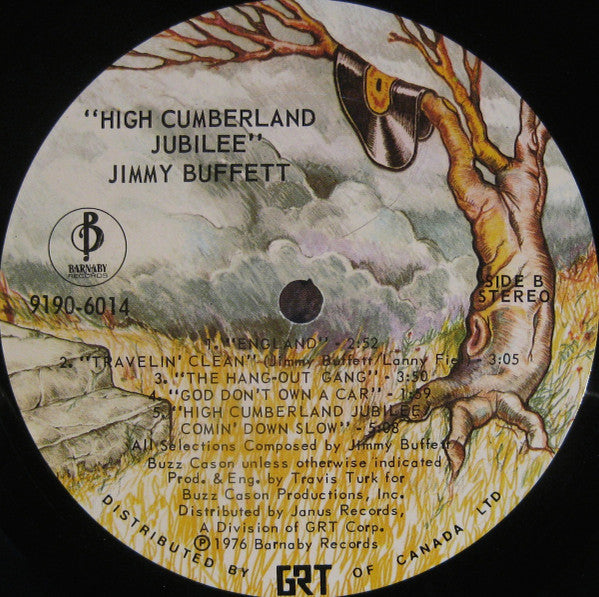 "HIGH CUMBERLAND
JUBILEE"
JIMMY BUFFETT
B
BARNABY
RECORDS
9190-6014
SIDE B
STEREO
1. "ENGLAND" - 2:52
2. "TRAVELIN' CLEAN" (Jimmy Buffett/Lanny Fiel) - 3:05
3. "THE HANG-OUT GANG" - 3:50
4. "GOD DON'T OWN A CAR" - 1:59
5. "HIGH CUMBERLAND JUBILEE/
COMIN' DOWN SLOW" - 5:08
All Selections Composed by Jimmy Buffett
Buzz Cason unless otherwise indicated
Prod. & Eng. by Travis Turk for
Buzz Cason Productions, Inc.
Distributed by Janus Records,
A Division of GRT Corp.
Ⓟ 1976 Barnaby Records
DISTRIBUTED BY GRT OF CANADA LTD